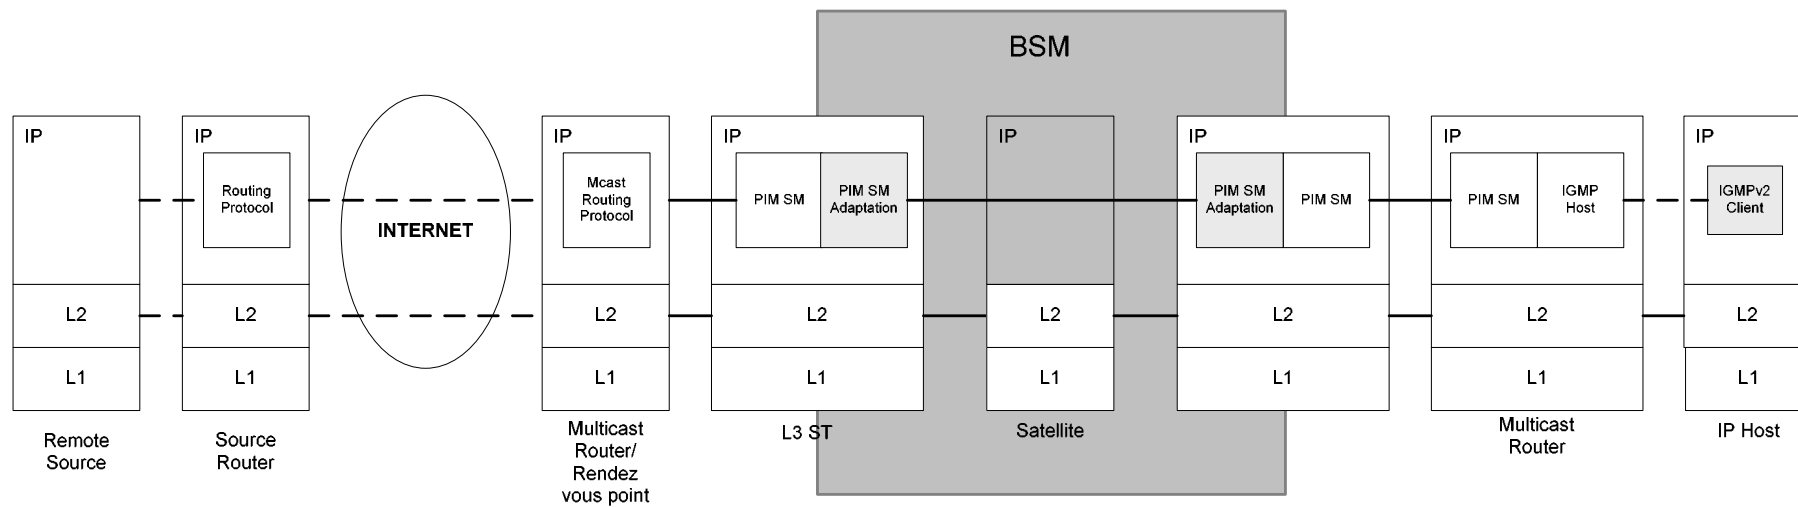 BSM
IP
IP
IP
IP
IP
IP
IP
IP
Routing
Protocol
INTERNET
Mcast
Routing
Protocol
PIM SM
PIM SM
Adaptation
PIM SM
Adaptation
PIM SM
PIM SM
IGMP
Host
IGMPv2
Client
L2
L2
L2
L2
L2
L2
L2
L2
L1
L1
L1
L1
L1
L1
L1
L1
Remote
Source
Source
Router
Multicast
Router/
Rendez
vous point
L3 ST
Satellite
Multicast
Router
IP Host